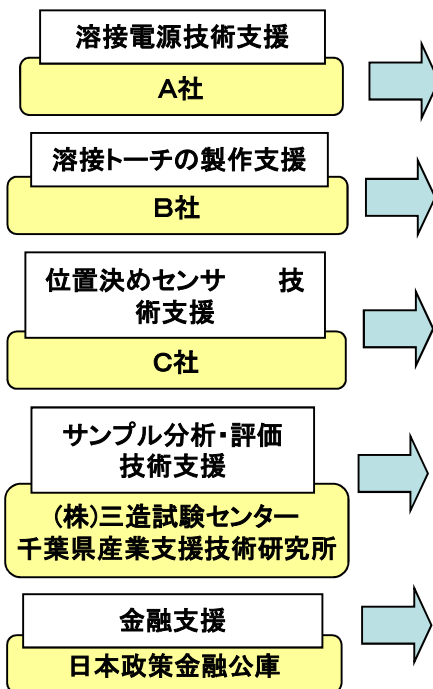 溶接電源技術支援
A社
溶接トーチの製作支援
B社
位置決めセンサ　　技
術支援
C社
サンプル分析・評価
技術支援
(株)三造試験センター
千葉県産業支援技術研究所
金融支援
日本政策金融公庫